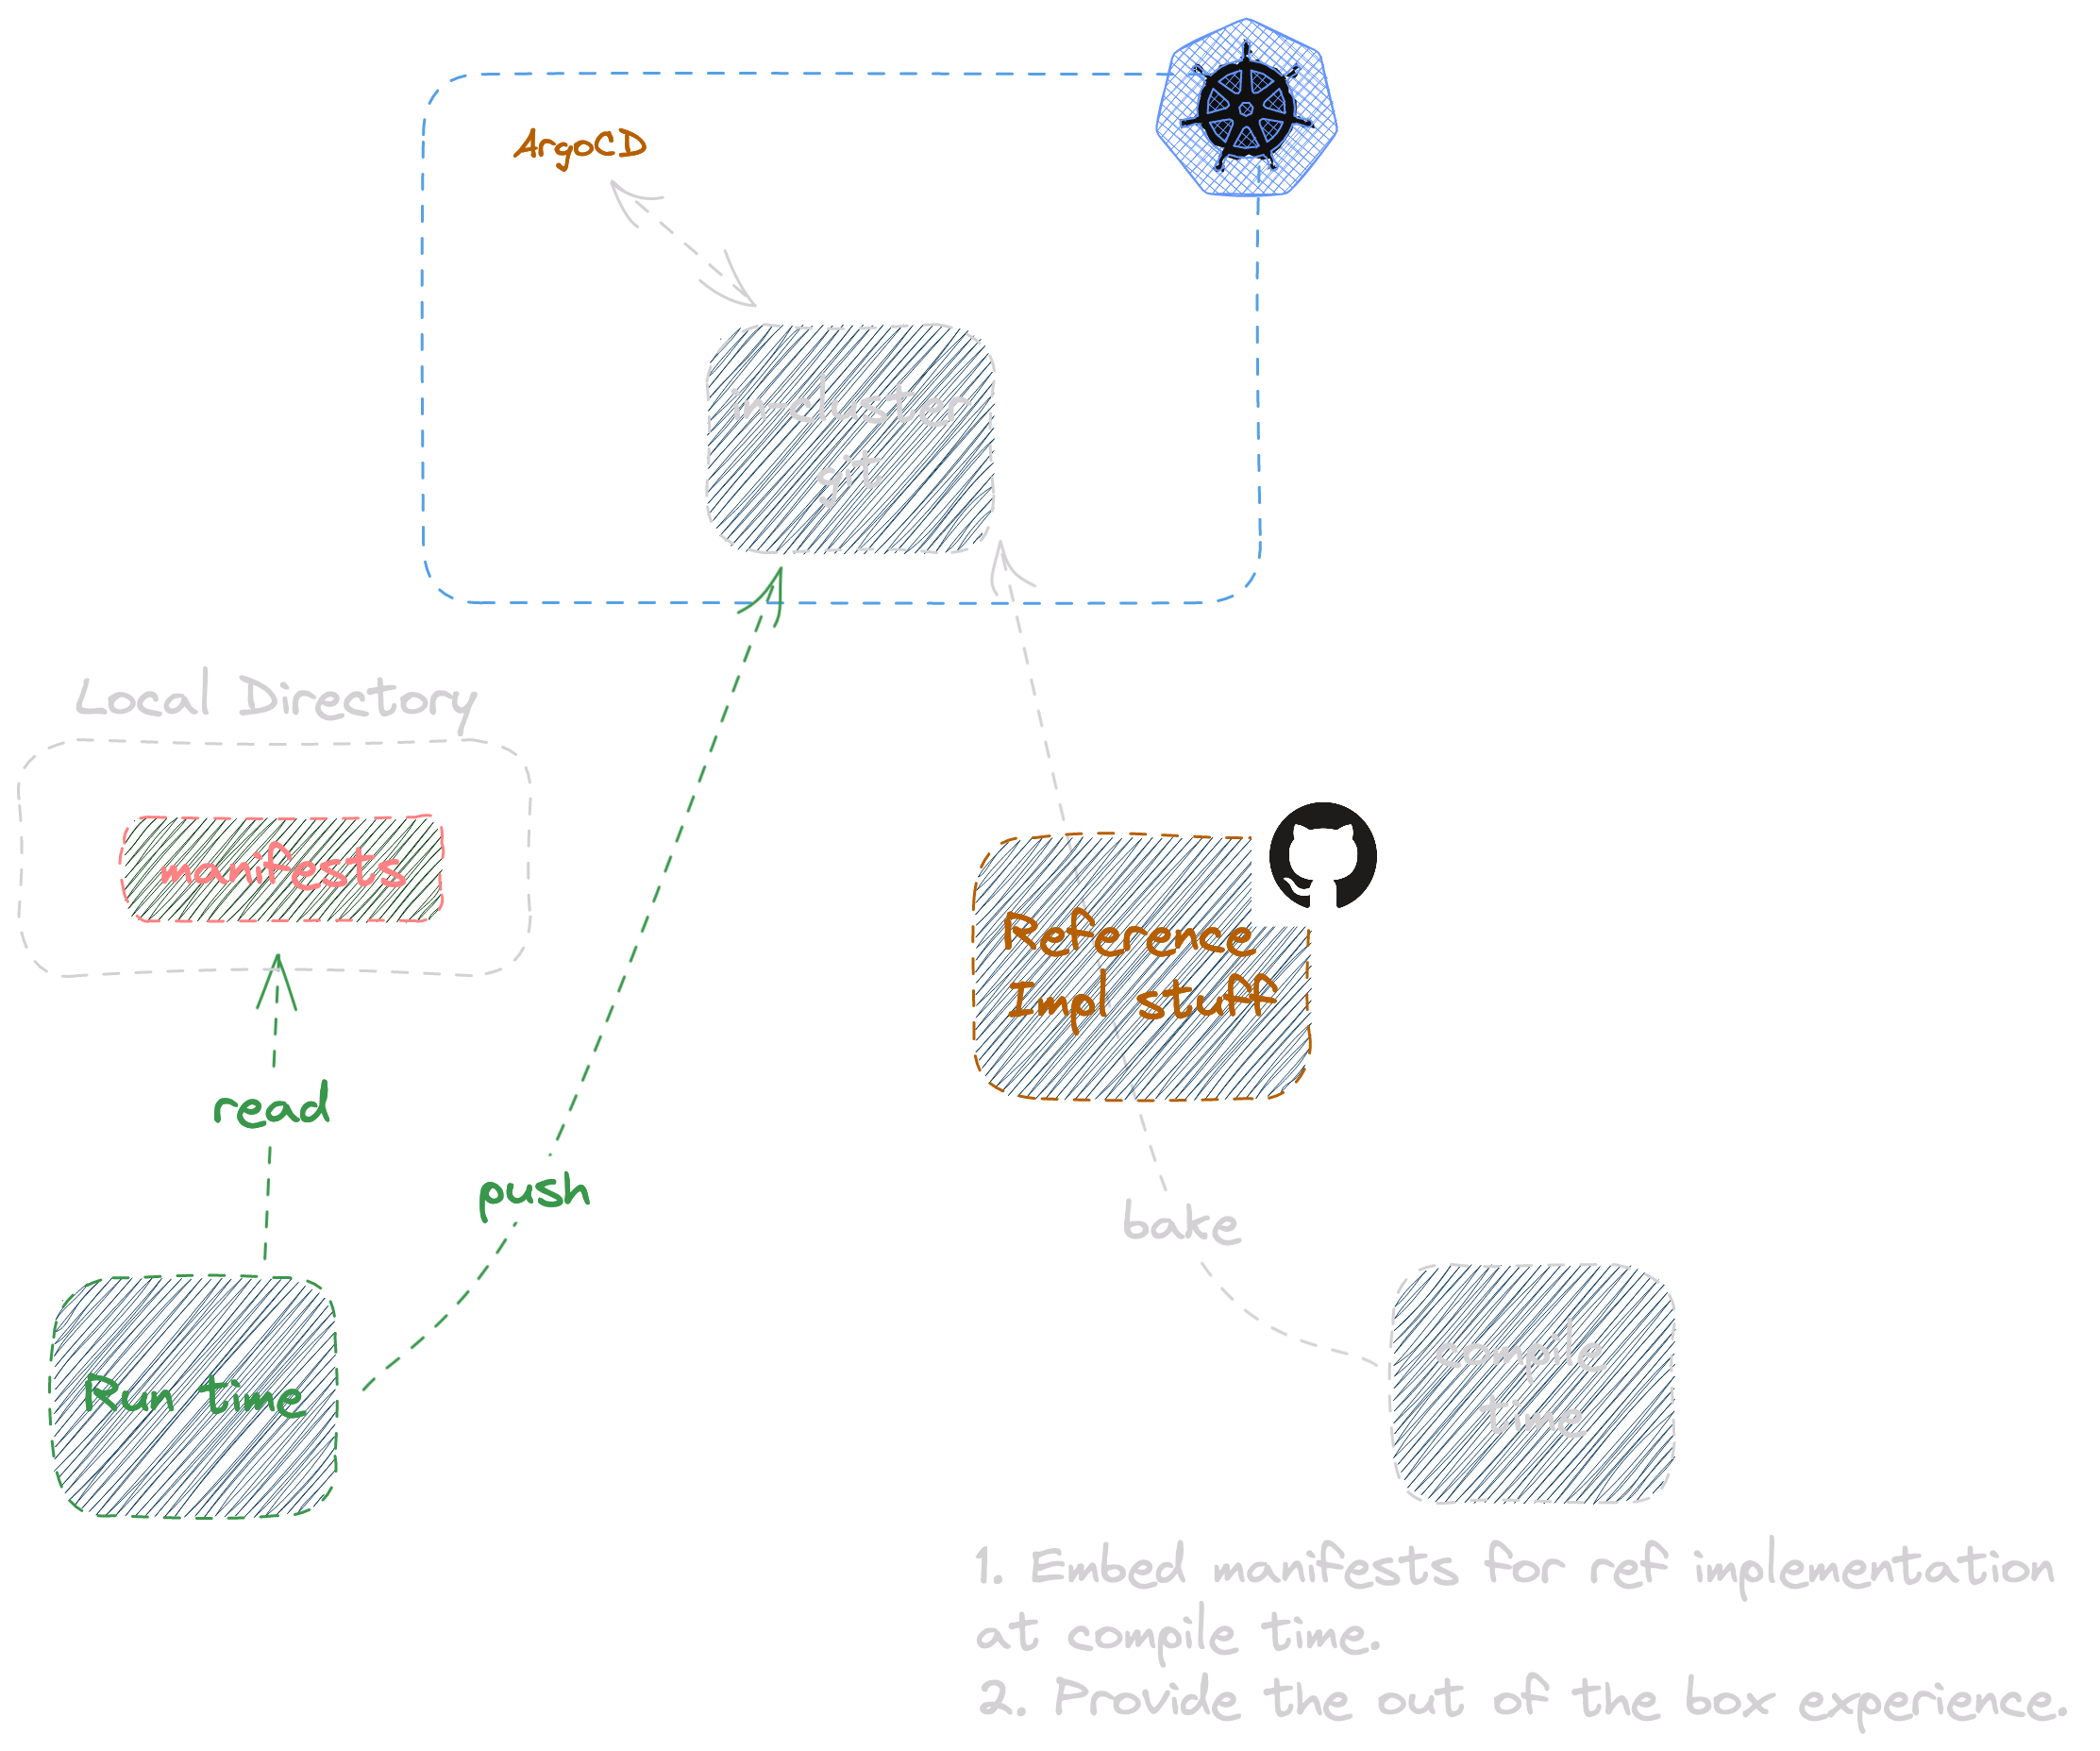 ArgoCD
in-cluster
git
Local Directory
manifests
Reference
Impl stuff
read
push
bake
Run time
compile
time
1. Embed manifests for ref implementation
at compile time.
2. Provide the out of the box experience.